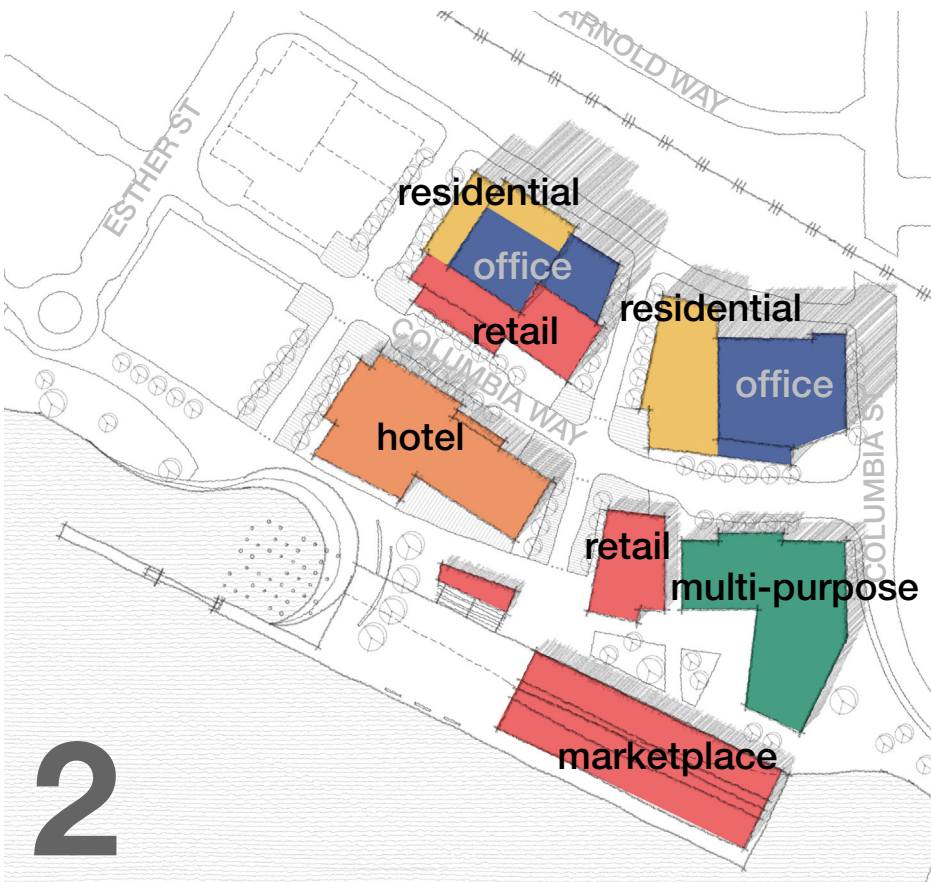 ARNOLD WAY
ESTHER ST
residential
office
residential
retail
COLUMBIA WAY
office
hotel
COLUMBIA ST
retail
multi-purpose
marketplace
2